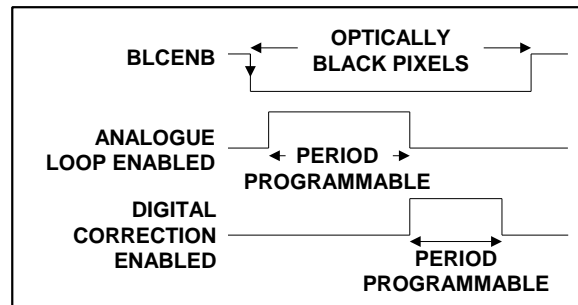 OPTICALLY
BLCENB
BLACK PIXELS
ANALOGUE
LOOP ENABLED
PERIOD
PROGRAMMABLE
DIGITAL
CORRECTION
ENABLED
PERIOD
PROGRAMMABLE